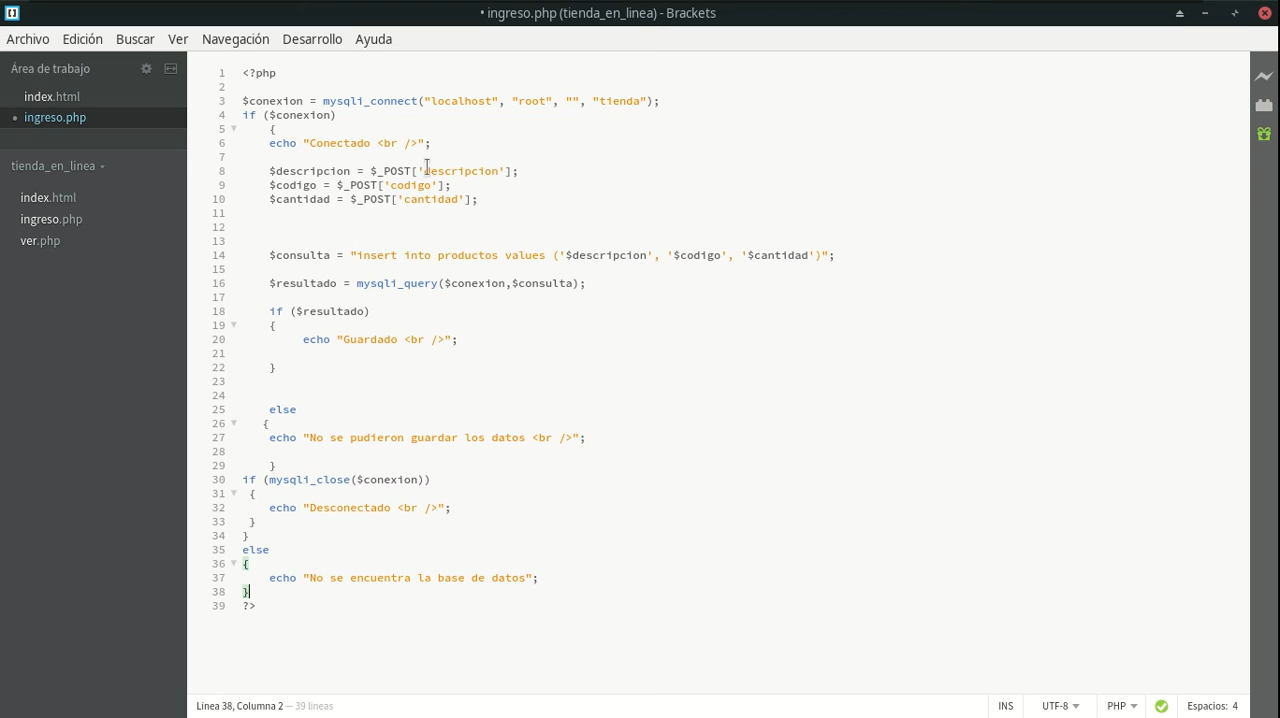 • ingreso.php (tienda_en_linea) - Brackets
Archivo Edición Buscar Ver Navegación Desarrollo Ayuda
Área de trabajo
index.html
• ingreso.php
tienda_en_linea
index.html
ingreso.php
ver.php
1 <?php
2
3 $conexion = mysqli_connect("localhost", "root", "", "tienda");
4 if ($conexion)
5 {
6 echo "Conectado <br />";
7
8 $descripcion = $_POST['descripcion'];
9 $codigo = $_POST['codigo'];
10 $cantidad = $_POST['cantidad'];
11
12
13
14 $consulta = "insert into productos values ('$descripcion', '$codigo', '$cantidad')";
15
16 $resultado = mysqli_query($conexion,$consulta);
17
18 if ($resultado)
19 {
20 echo "Guardado <br />";
21
22 }
23
24
25 else
26 {
27 echo "No se pudieron guardar los datos <br />";
28
29 }
30 if (mysqli_close($conexion))
31 {
32 echo "Desconectado <br />";
33 }
34 }
35 else
36 {
37 echo "No se encuentra la base de datos";
38 }
39 ?>
Línea 38, Columna 2 — 39 líneas
INS UTF-8 PHP Espacios: 4